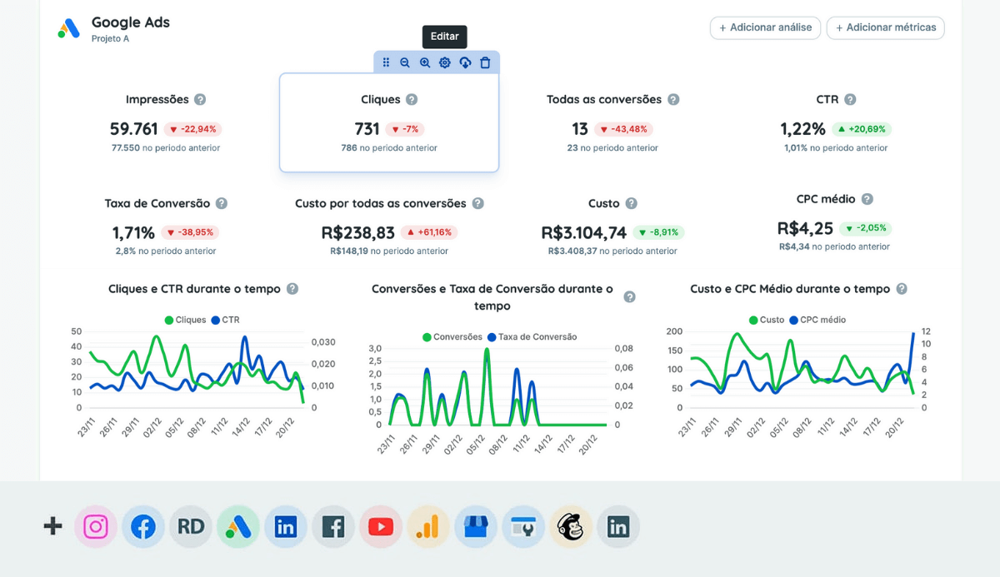 Google Ads
Projeto A
+ Adicionar análise
+ Adicionar métricas
Editar
Impressões ?
59.761 ▼ -22,94%
77.550 no periodo anterior
Cliques ?
731 ▼ -7%
786 no periodo anterior
Todas as conversões ?
13 ▼ -43,48%
23 no periodo anterior
CTR ?
1,22% ▲ +20,69%
1,01% no periodo anterior
Taxa de Conversão ?
1,71% ▼ -38,95%
2,8% no periodo anterior
Custo por todas as conversões ?
R$238,83 ▲ +61,16%
R$148,19 no periodo anterior
Custo ?
R$3.104,74 ▼ -8,91%
R$3.408,37 no periodo anterior
CPC médio ?
R$4,25 ▼ -2,05%
R$4,34 no periodo anterior
Cliques e CTR durante o tempo ?
Cliques CTR
50
40
30
20
10
0
0,030
0,020
0,010
0
23/11 26/11 29/11 02/12 05/12 08/12 11/12 14/12 17/12 20/12
Conversões e Taxa de Conversão durante o
tempo ?
Conversões Taxa de Conversão
3,0
2,5
2,0
1,5
1,0
0,5
0
0,08
0,06
0,04
0,02
0
23/11 26/11 29/11 02/12 05/12 08/12 11/12 14/12 17/12 20/12
Custo e CPC Médio durante o tempo ?
Custo CPC médio
200
150
100
50
0
12
10
8
6
4
2
0
23/11 26/11 29/11 02/12 05/12 08/12 11/12 14/12 17/12 20/12
RD
in
in